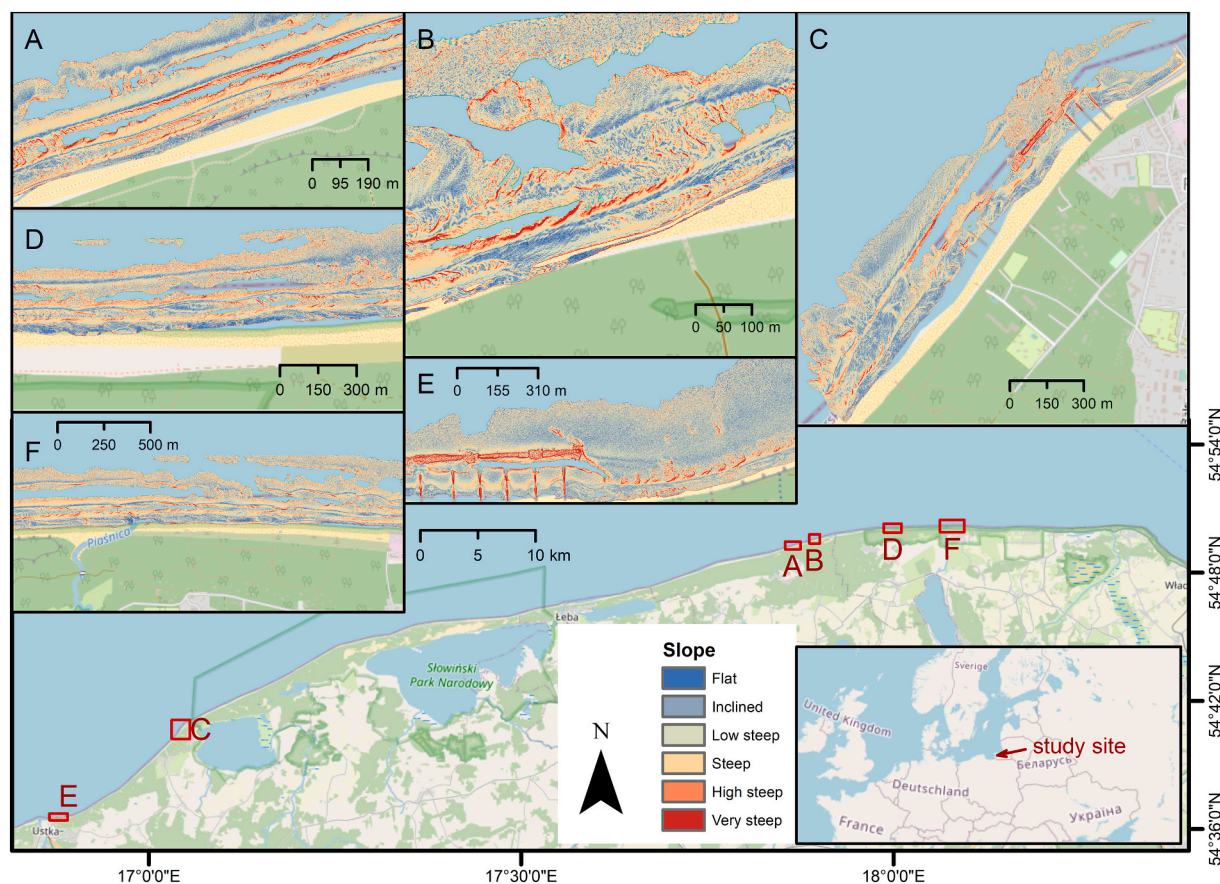 A
0 95 190 m
B
0 50 100 m
C
0 150 300 m
D
0 150 300 m
E
0 155 310 m
F
0 250 500 m
Piaśnica
0 5 10 km
A
B
D
F
C
E
Łeba
Słowiński
Park Narodowy
Ustka
Wła
Slope
Flat
Inclined
Low steep
Steep
High steep
Very steep
N
Sverige
United Kingdom
study site
Беларусь
Deutschland
Україна
France
54°54'0"N
54°48'0"N
54°42'0"N
54°36'0"N
17°0'0"E
17°30'0"E
18°0'0"E